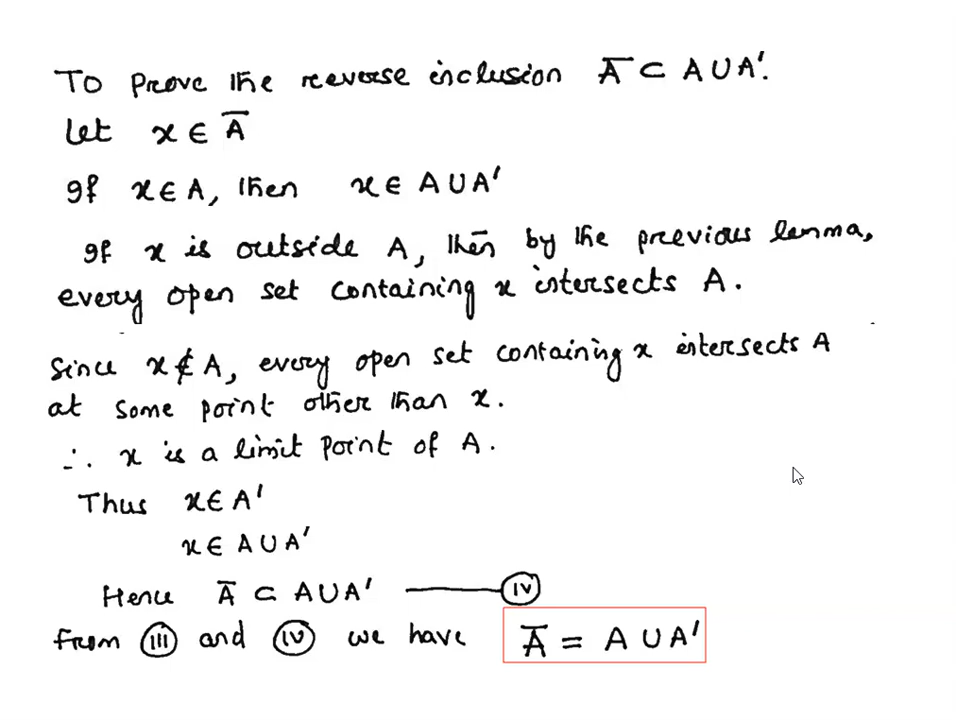 To Prove the reverse inclusion Ā ⊂ A ∪ A'.
Let x ∈ Ā
If x ∈ A, then x ∈ A ∪ A'
If x is outside A, then by the previous lemma,
every open set containing x intersects A.
Since x ∉ A, every open set containing x intersects A
at some point other than x.
∴ x is a limit point of A.
Thus x ∈ A'
x ∈ A ∪ A'
Hence Ā ⊂ A ∪ A' — (iv)
From (iii) and (iv) we have Ā = A ∪ A'